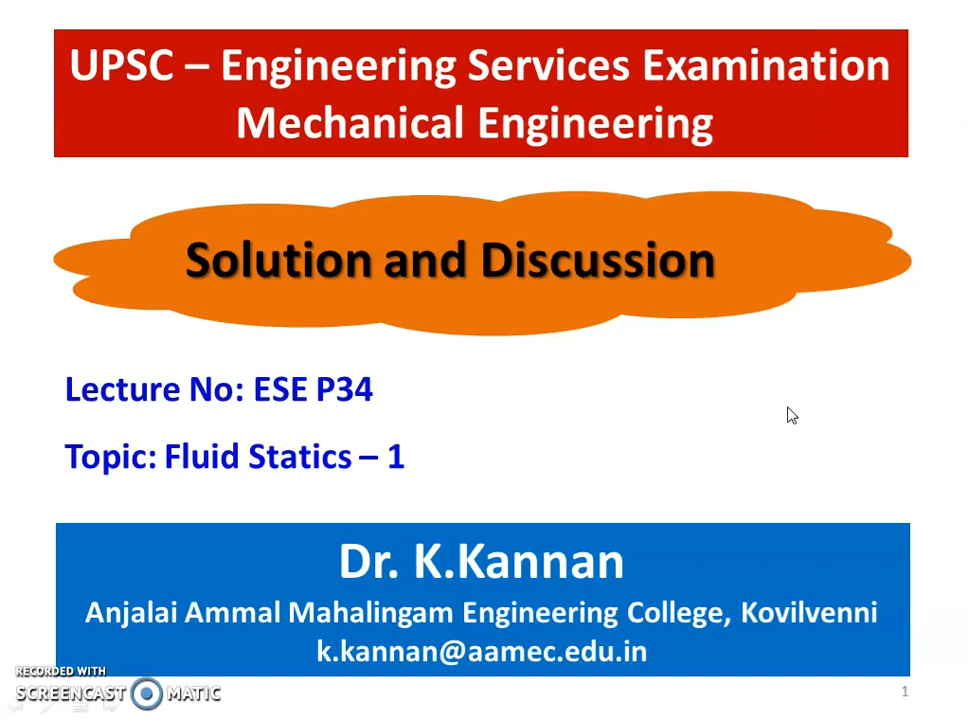 UPSC – Engineering Services Examination
Mechanical Engineering
Solution and Discussion
Lecture No: ESE P34
Topic: Fluid Statics – 1
Dr. K.Kannan
Anjalai Ammal Mahalingam Engineering College, Kovilvenni
k.kannan@aamec.edu.in
RECORDED WITH
SCREENCAST MATIC
1